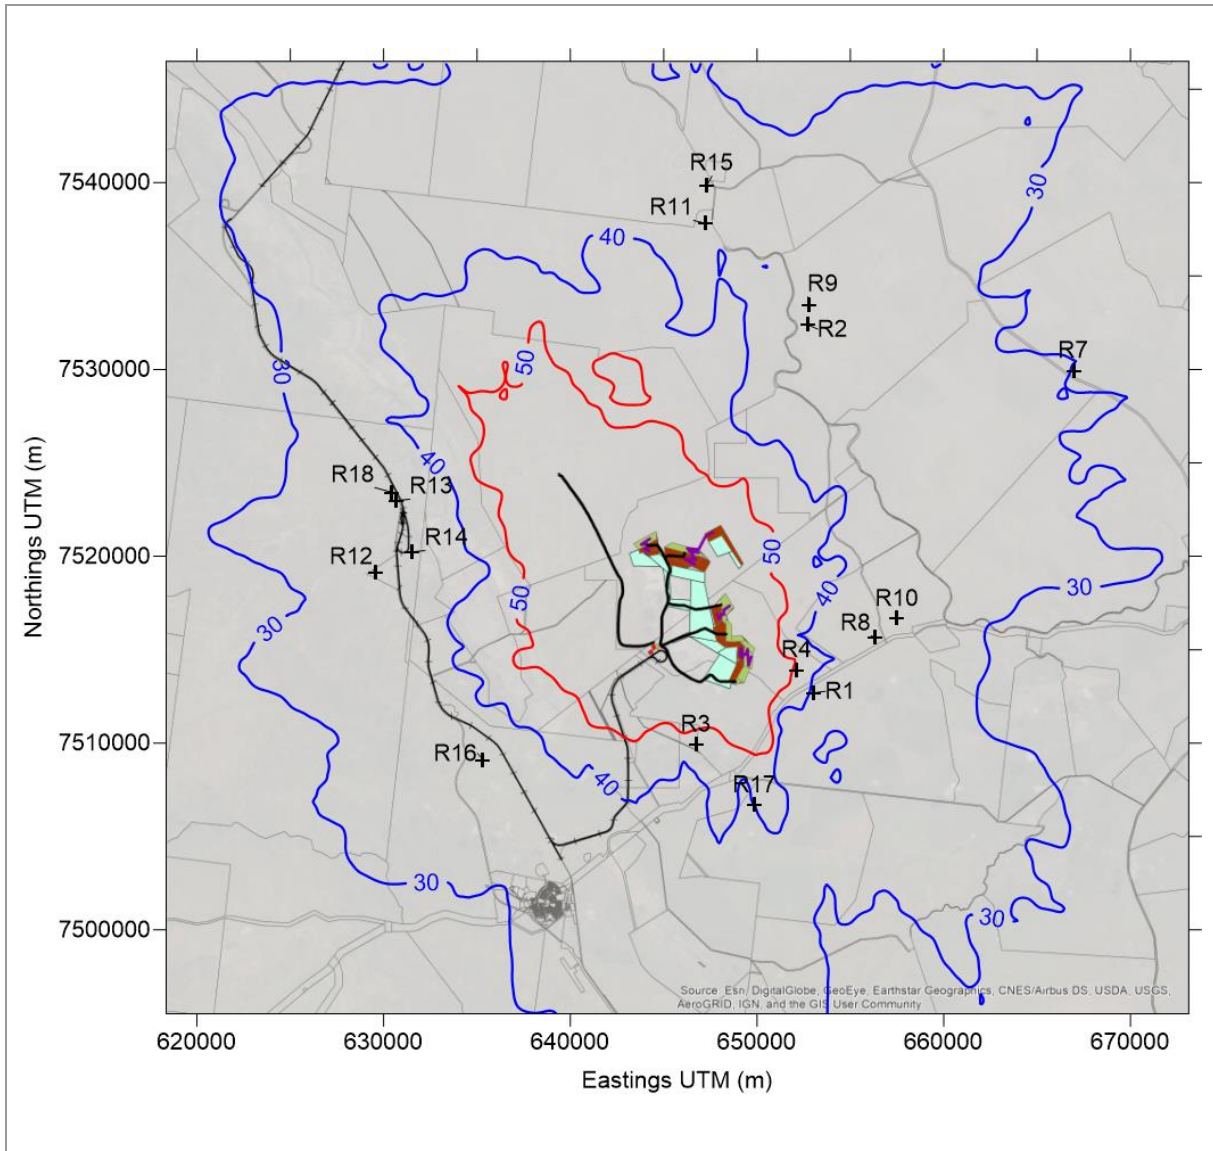 R15
7540000
30
R11
40
R9
R2
50
R7
7530000
30
40
R18
R13
R14
R12
50
7520000
50
40
30
R10
R8
30
R4
R1
R3
7510000
R16
40
R17
30
30
7500000
Source: Esri, DigitalGlobe, GeoEye, Earthstar Geographics, CNES/Airbus DS, USDA, USGS,
AeroGRID, IGN, and the GIS User Community
620000 630000 640000 650000 660000 670000
Eastings UTM (m)
Northings UTM (m)